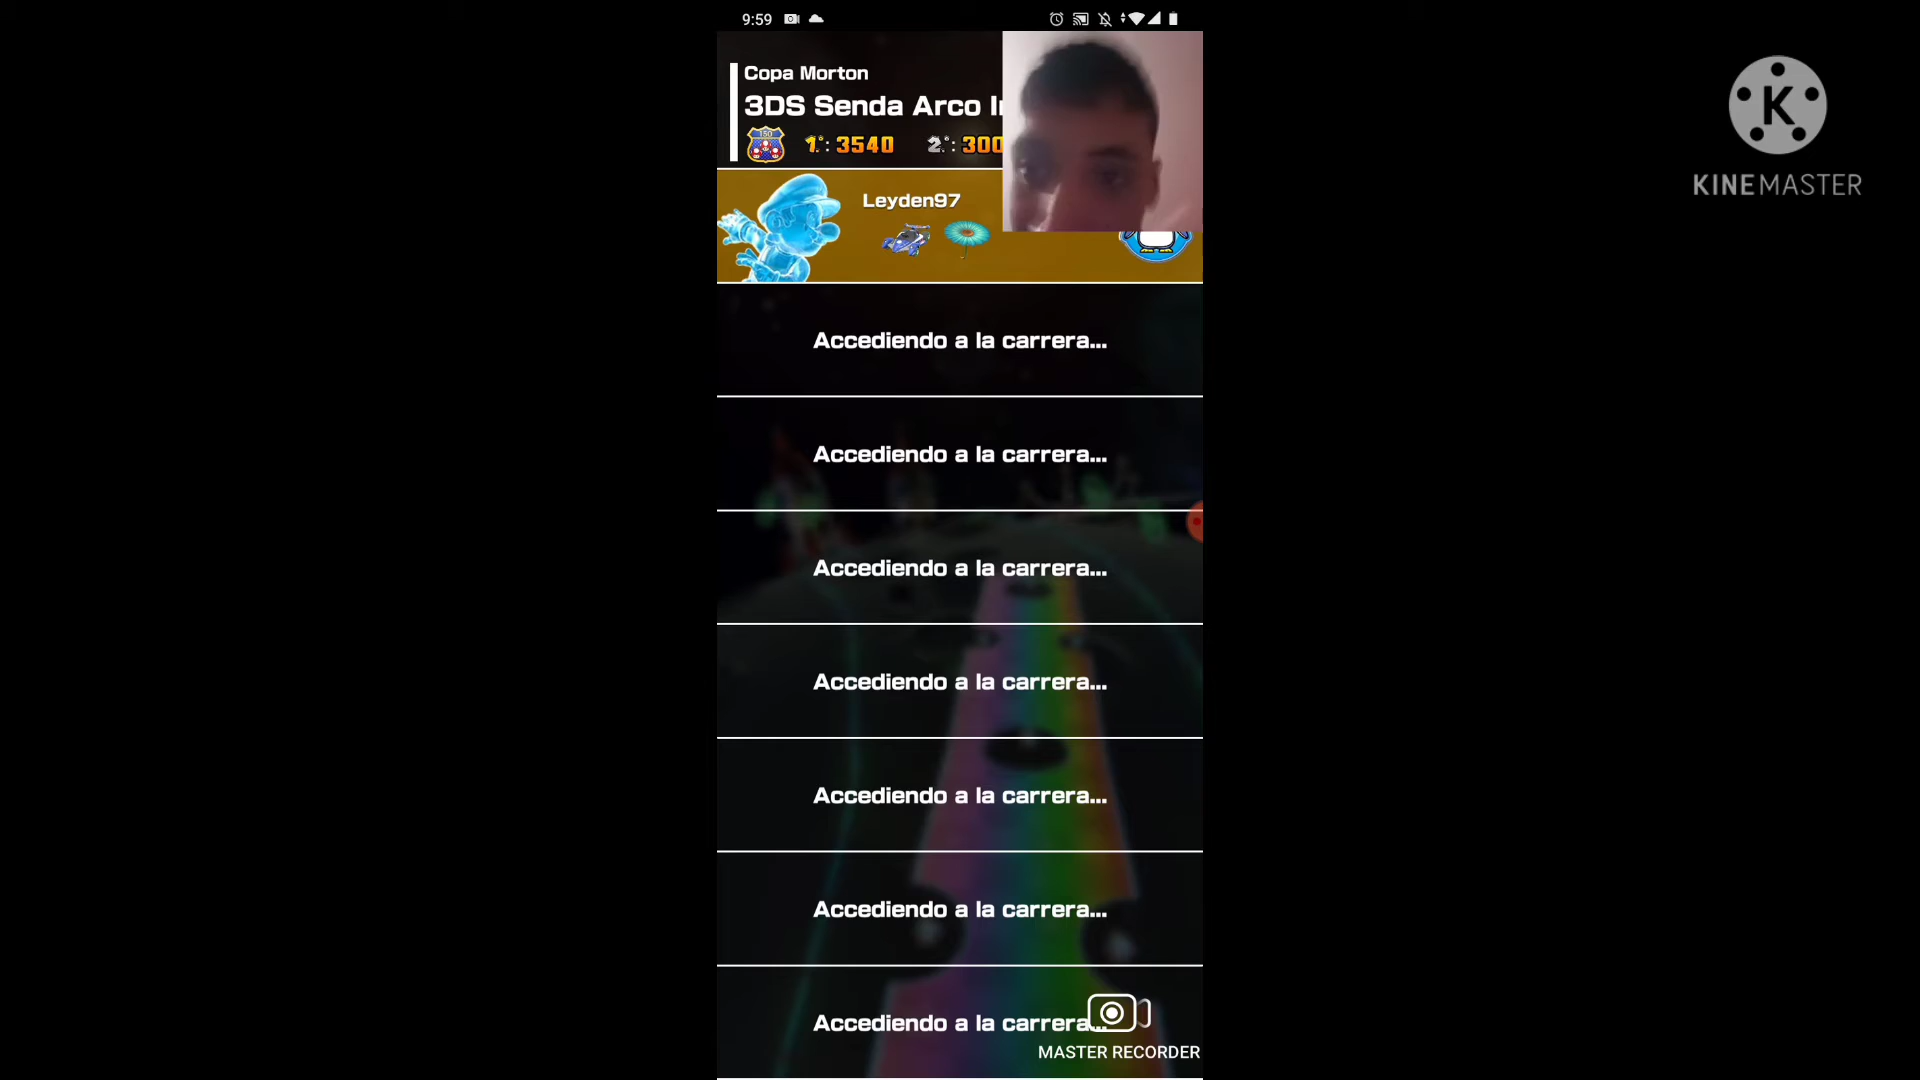 9:59
Copa Morton
3DS Senda Arco
150
1.º: 3540 2.º: 300
Leyden97
Accediendo a la carrera...
Accediendo a la carrera...
Accediendo a la carrera...
Accediendo a la carrera...
Accediendo a la carrera...
Accediendo a la carrera...
Accediendo a la carrera...
MASTER RECORDER
K
KINEMASTER